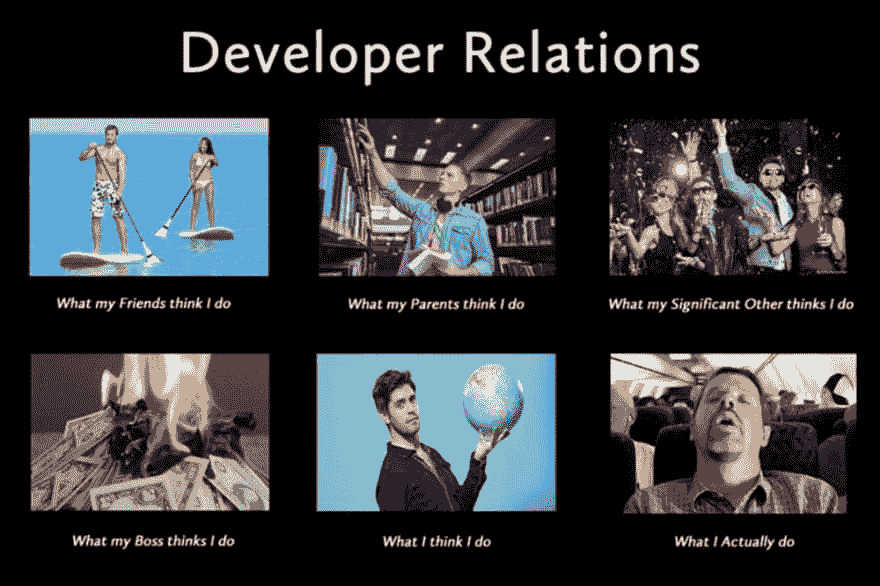 Developer Relations
What my Friends think I do
What my Parents think I do
What my Significant Other thinks I do
What my Boss thinks I do
What I think I do
What I Actually do